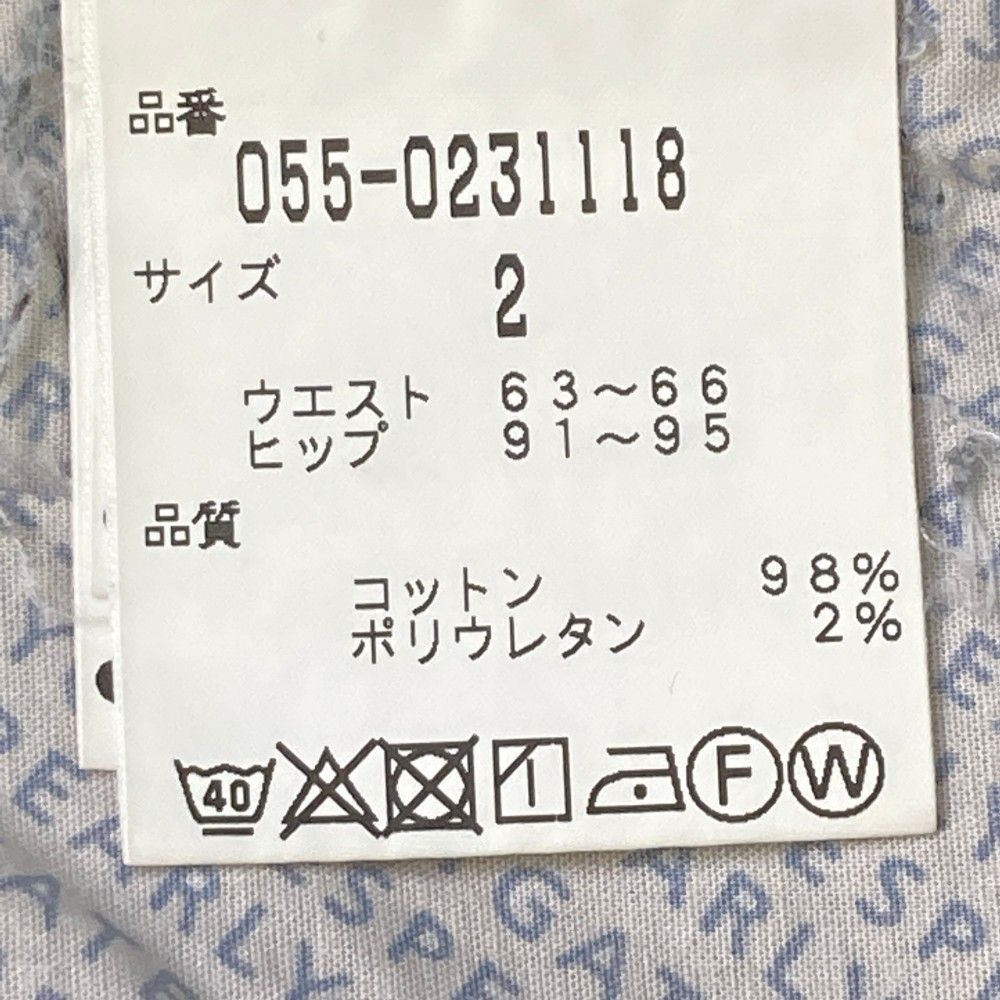 品番
055-0231118
サイズ 2
ウエスト 63～66
ヒップ 91～95
品質
コットン 98%
ポリウレタン 2%
40 F W